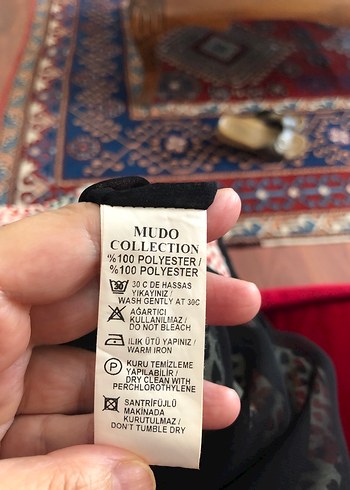 MUDO
COLLECTION
%100 POLYESTER /
%100 POLYESTER
30 C DE HASSAS
YIKAYINIZ /
WASH GENTLY AT 30C
AĞARTICI
KULLANILMAZ /
DO NOT BLEACH
ILIK ÜTÜ YAPINIZ /
WARM IRON
P KURU TEMİZLEME
YAPILABİLİR /
DRY CLEAN WITH
PERCHLOROTHYLENE
SANTRİFÜJLÜ
MAKİNADA
KURUTULMAZ /
DON'T TUMBLE DRY